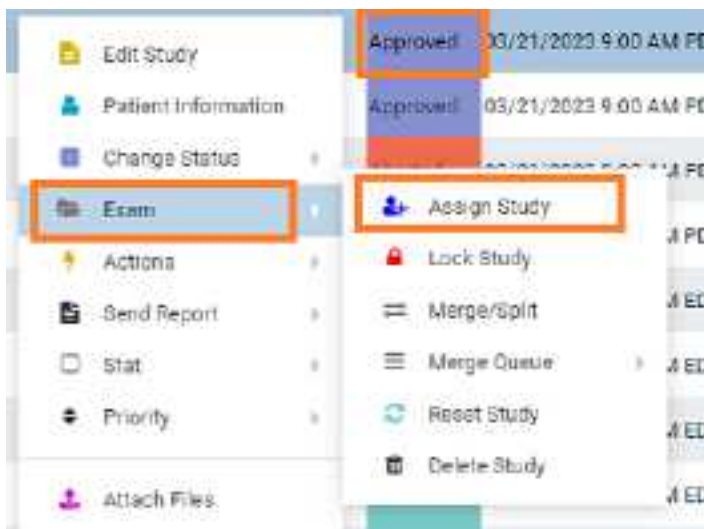 Edit Study
Approved 03/21/2023 9:00 AM
Patient Information
Approved 03/21/2023 9:00 AM
Change Status
Exam
Assign Study
Actions
Lock Study
Send Report
Merge/Split
Stat
Merge Queue
Priority
Reset Study
Delete Study
Attach Files